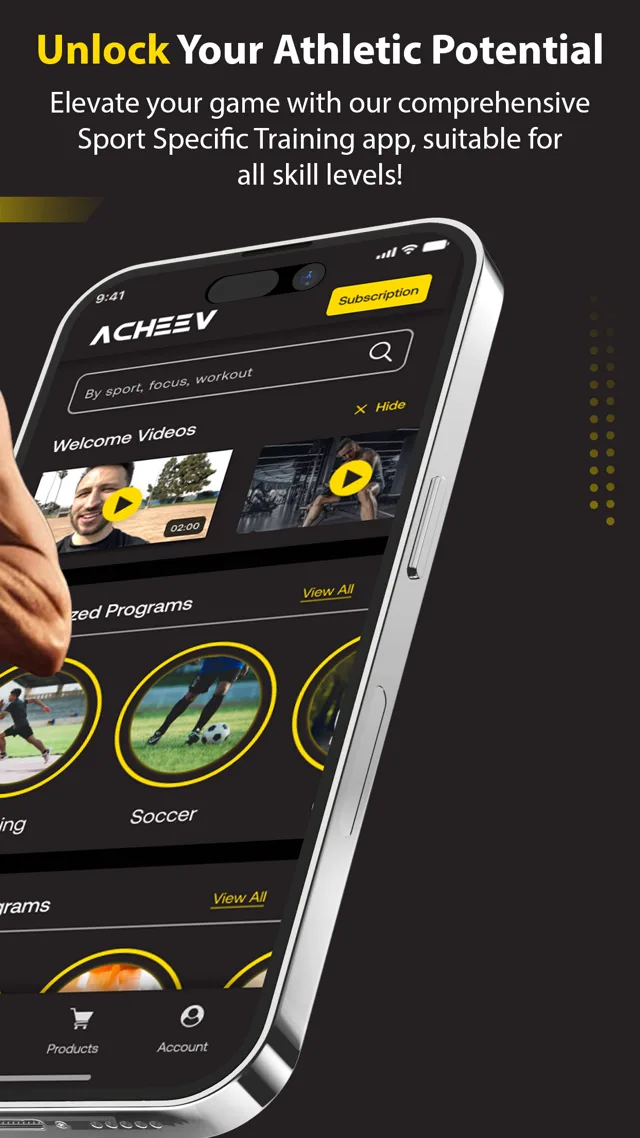 Unlock Your Athletic Potential
Elevate your game with our comprehensive
Sport Specific Training app, suitable for
all skill levels!
9:41
ACHEEV
Subscription
By sport, focus, workout
Hide
Welcome Videos
02:00
zed Programs
View All
ing
Soccer
grams
View All
Products
Account